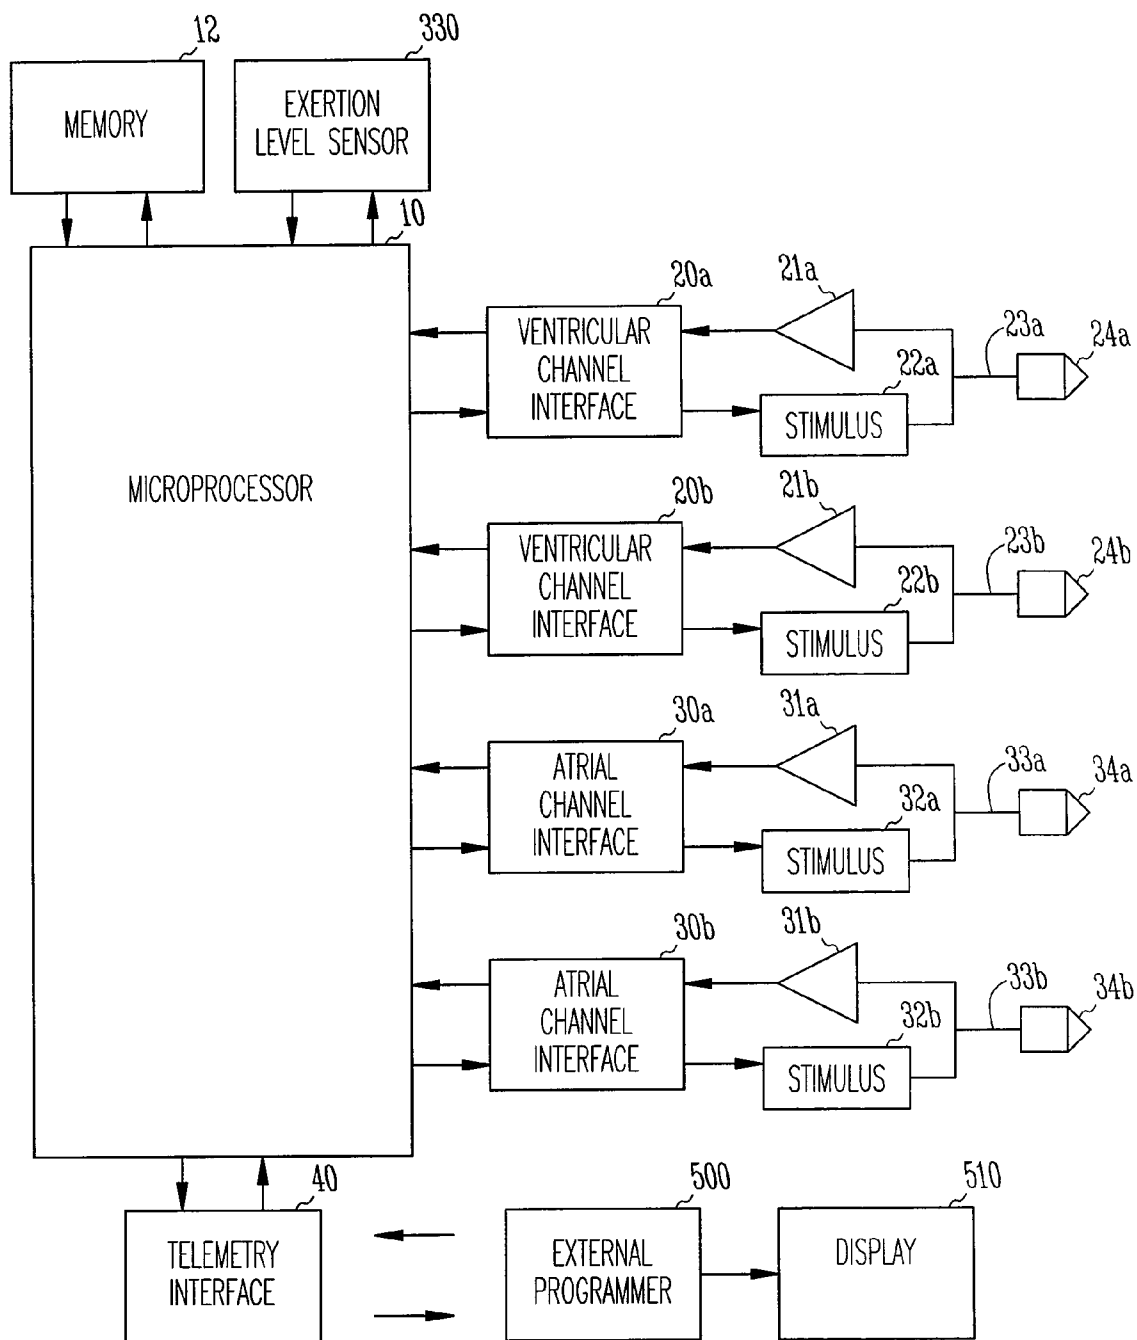 12
330
MEMORY
EXERTION
LEVEL SENSOR
10
MICROPROCESSOR
20a
21a
VENTRICULAR
CHANNEL
INTERFACE
22a
STIMULUS
23a
24a
20b
21b
VENTRICULAR
CHANNEL
INTERFACE
22b
STIMULUS
23b
24b
30a
31a
ATRIAL
CHANNEL
INTERFACE
32a
STIMULUS
33a
34a
30b
31b
ATRIAL
CHANNEL
INTERFACE
32b
STIMULUS
33b
34b
40
TELEMETRY
INTERFACE
500
EXTERNAL
PROGRAMMER
510
DISPLAY